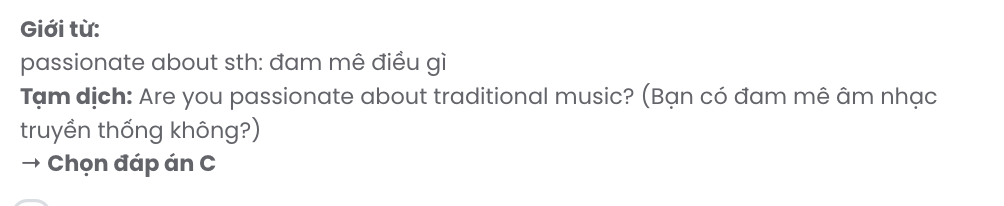 Giới từ:
passionate about sth: đam mê điều gì
Tạm dịch: Are you passionate about traditional music? (Bạn có đam mê âm nhạc
truyền thống không?)
→ Chọn đáp án C